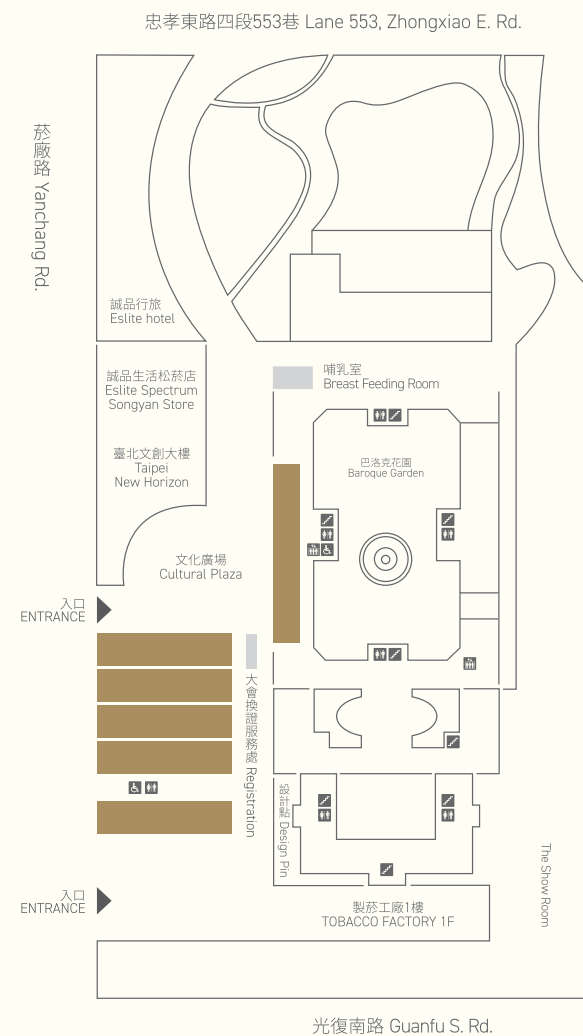 忠孝東路四段553巷 Lane 553, Zhongxiao E. Rd.
菸廠路 Yanchang Rd.
誠品行旅
Eslite hotel
誠品生活松菸店
Eslite Spectrum
Songyan Store
臺北文創大樓
Taipei
New Horizon
哺乳室
Breast Feeding Room
巴洛克花園
Baroque Garden
文化廣場
Cultural Plaza
入口
ENTRANCE
大會換證服務處 Registration
設計點 Design Pin
入口
ENTRANCE
製菸工廠1樓
TOBACCO FACTORY 1F
The Show Room
光復南路 Guanfu S. Rd.